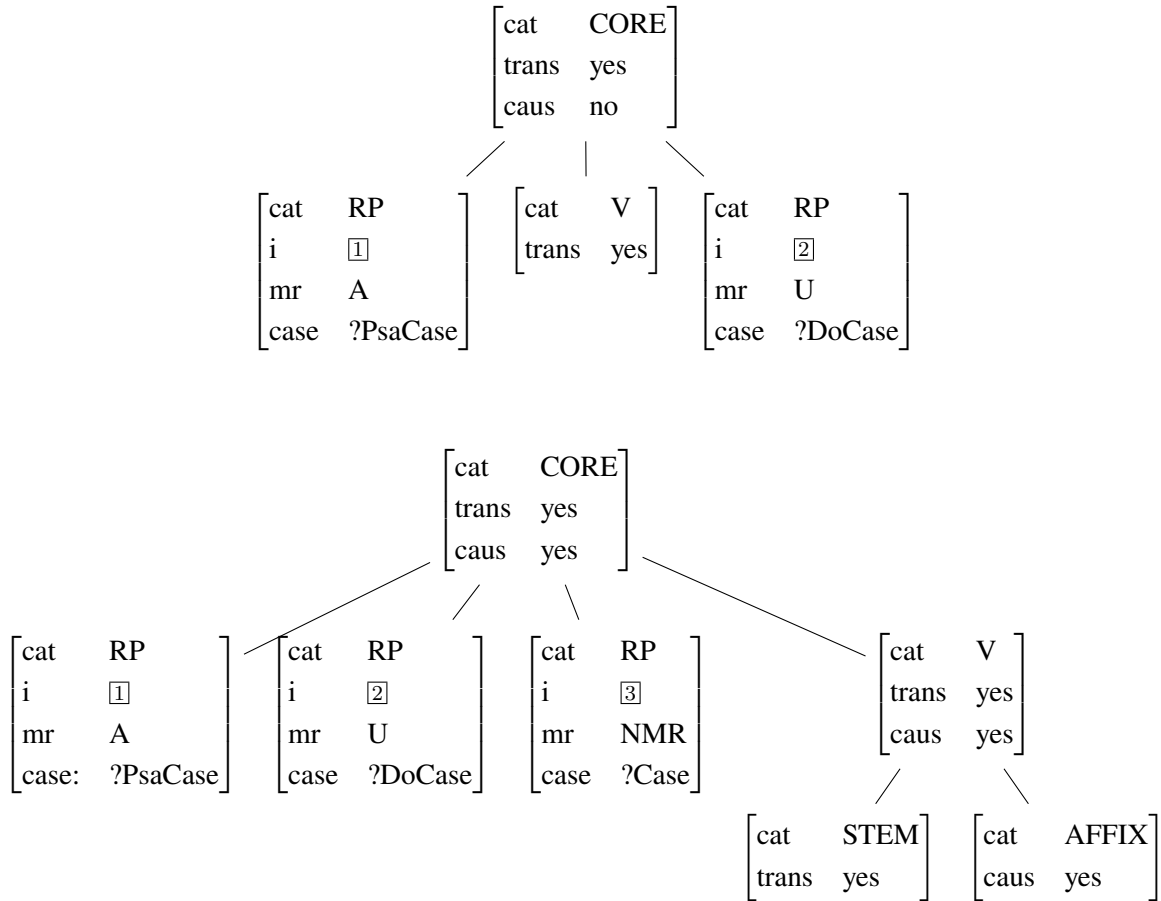 cat CORE
trans yes
caus no
cat RP
i 1
mr A
case ?PsaCase
cat V
trans yes
cat RP
i 2
mr U
case ?DoCase
cat CORE
trans yes
caus yes
cat RP
i 1
mr A
case: ?PsaCase
cat RP
i 2
mr U
case ?DoCase
cat RP
i 3
mr NMR
case ?Case
cat V
trans yes
caus yes
cat STEM
trans yes
cat AFFIX
caus yes